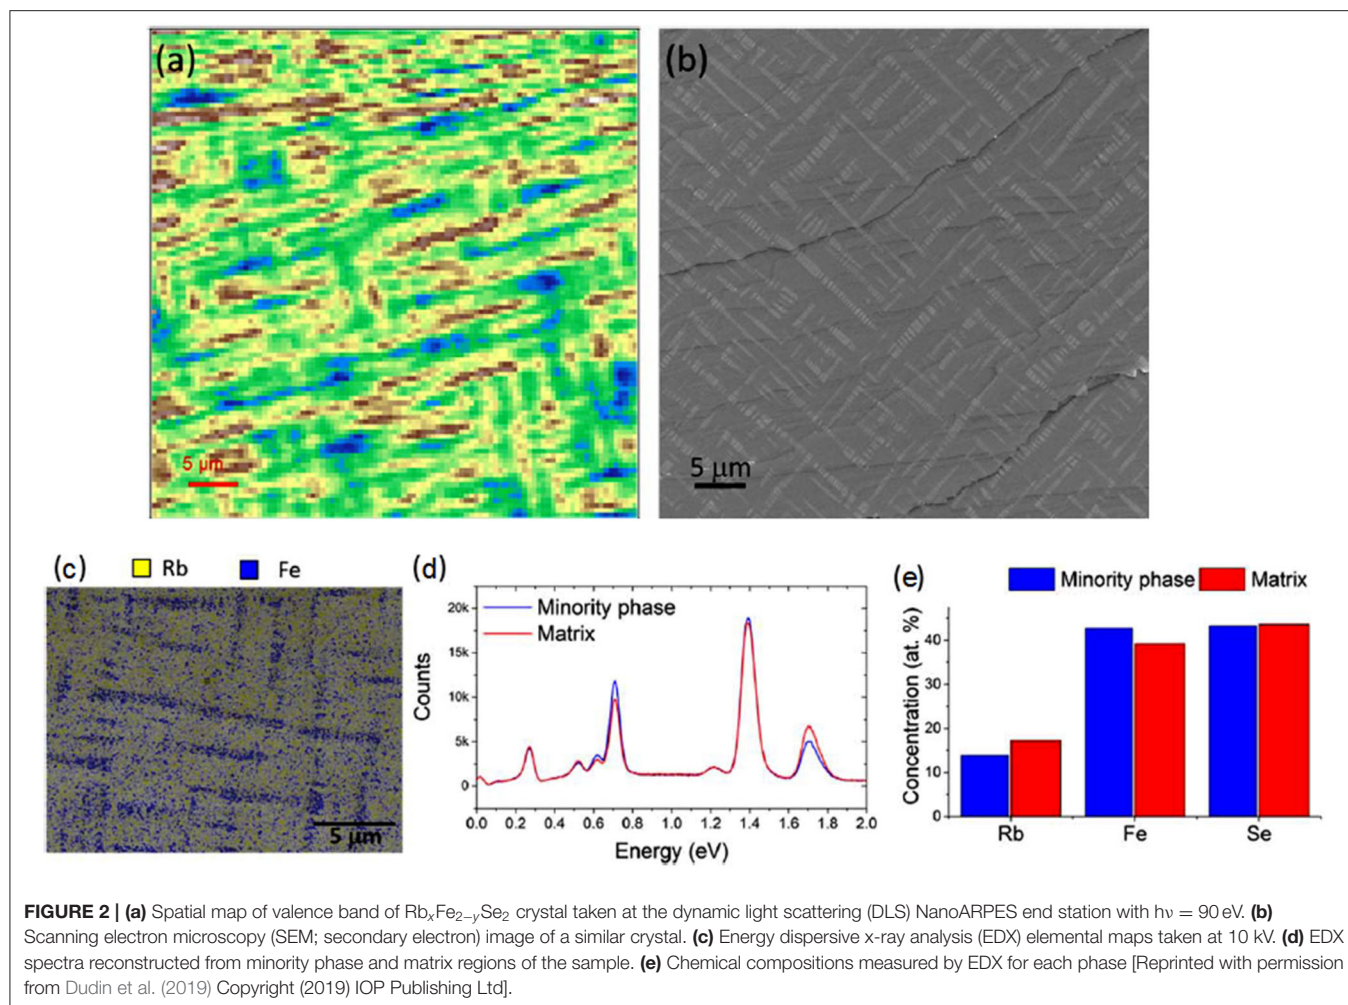 (a)
5 µm
(b)
5 µm
(c)
Rb
Fe
5 µm
(d)
Minority phase
Matrix
Counts
20k
15k
10k
5k
0
0.0 0.2 0.4 0.6 0.8 1.0 1.2 1.4 1.6 1.8 2.0
Energy (eV)
(e)
Minority phase
Matrix
Concentration (at. %)
40
30
20
10
0
Rb Fe Se
FIGURE 2 | (a) Spatial map of valence band of RbₓFe₂₋ᵧSe₂ crystal taken at the dynamic light scattering (DLS) NanoARPES end station with hν = 90 eV. (b)
Scanning electron microscopy (SEM; secondary electron) image of a similar crystal. (c) Energy dispersive x-ray analysis (EDX) elemental maps taken at 10 kV. (d) EDX
spectra reconstructed from minority phase and matrix regions of the sample. (e) Chemical compositions measured by EDX for each phase [Reprinted with permission
from Dudin et al. (2019) Copyright (2019) IOP Publishing Ltd].